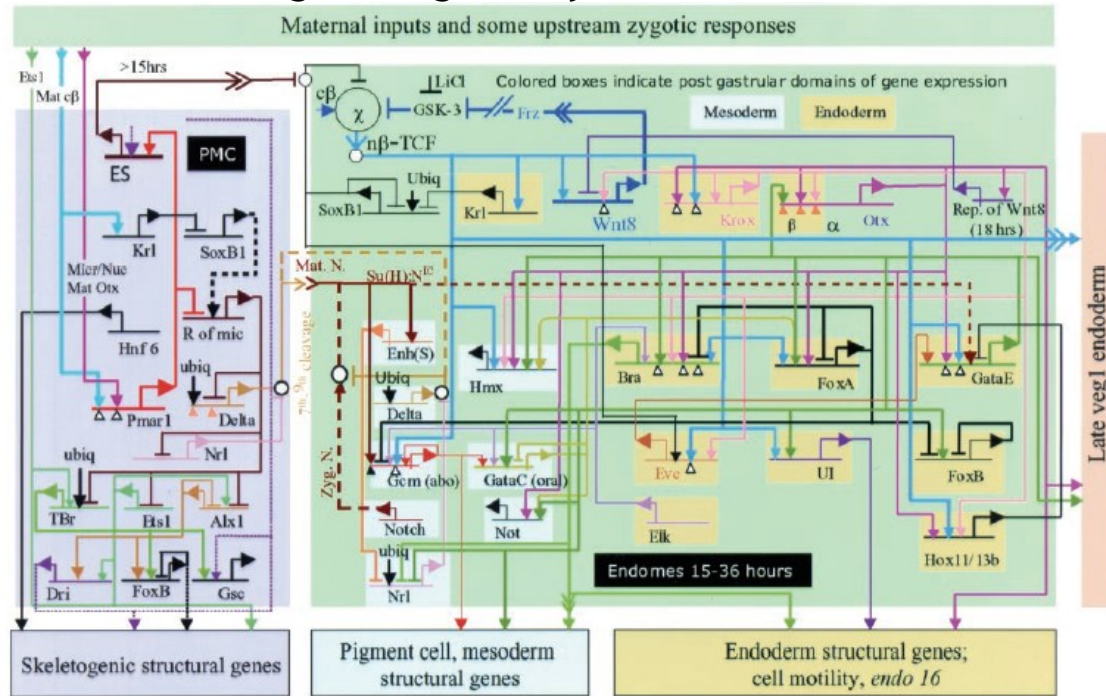 Maternal inputs and some upstream zygotic responses
Ets1
Mat cβ
>15hrs
LiCl
Colored boxes indicate post gastrular domains of gene expression
cβ
χ
GSK-3
Frz
Mesoderm
Endoderm
nβ-TCF
PMC
ES
Ubiq
SoxB1
Krl
Wnt8
Krox
β
α
Otx
Rep. of Wnt8
(18 hrs)
Krl
SoxB1
Micr/Nuc
Mat Otx
Mat. N.
Su(H):N
R of mic
Hnf 6
7th, 9th cleavage
Enh(S)
Hmx
Bra
FoxA
GataE
ubiq
Pmar1
Delta
Ubiq
Delta
Nrl
Zyg. N.
Gcm (abo)
GataC (oral)
Eve
UI
FoxB
ubiq
TBr
Ets1
Alx1
Notch
Not
Elk
Hox11/13b
ubiq
Nrl
Endomes 15-36 hours
Dri
FoxB
Gsc
Late veg1 endoderm
Skeletogenic structural genes
Pigment cell, mesoderm
structural genes
Endoderm structural genes;
cell motility, endo 16